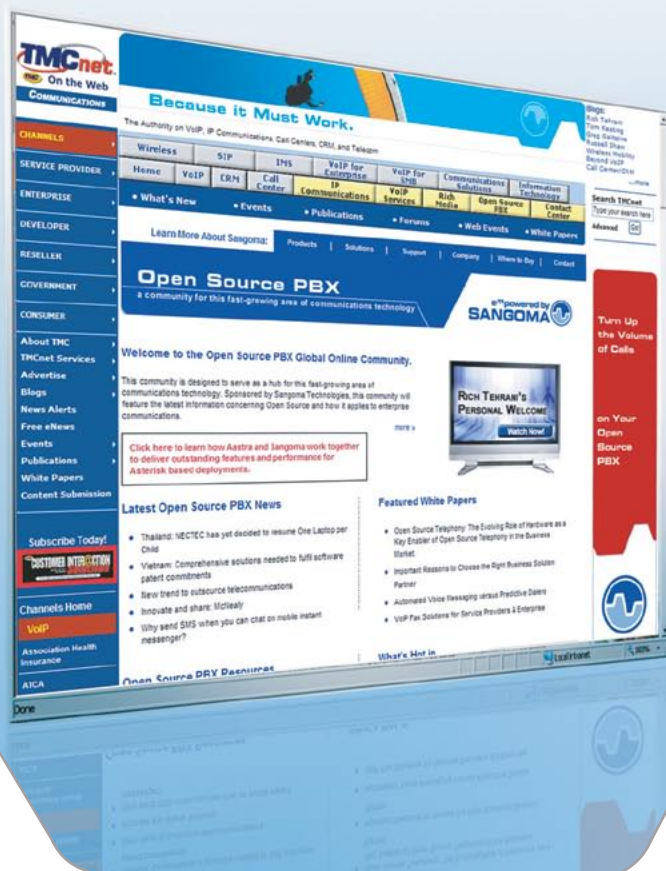 TMCnet.
TMC On the Web
COMMUNICATIONS
Because it Must Work.
The Authority on VoIP, IP Communications, Call Centers, CRM, and Telecom
Blogs:
Rich Tehrani
Tom Keating
Greg Galitzine
Russell Shaw
Wireless Mobility
Beyond VoIP
Call Center/CRM
...more
Search TMCnet
Type your search here
Advanced Go
Wireless SIP IMS VoIP for Enterprise VoIP for SMB Communications Solutions Information Technology
Home VoIP CRM Call Center IP Communications VoIP Services Rich Media Open Source PBX Contact Center
• What's New • Events • Publications • Forums • Web Events • White Papers
Learn More About Sangoma: Products | Solutions | Support | Company | Where to Buy | Contact
CHANNELS
SERVICE PROVIDER
ENTERPRISE
DEVELOPER
RESELLER
GOVERNMENT
CONSUMER
About TMC
TMCnet Services
Advertise
Blogs
News Alerts
Free eNews
Events
Publications
White Papers
Content Submission
Subscribe Today!
CUSTOMER INTER@CTION
Channels Home
VoIP
Association Health
Insurance
AICA
Open Source PBX
a community for this fast-growing area of communications technology
powered by
SANGOMA
Welcome to the Open Source PBX Global Online Community.
This community is designed to serve as a hub for this fast-growing area of
communications technology. Sponsored by Sangoma Technologies, this community will
feature the latest information concerning Open Source and how it applies to enterprise
communications.
more »
Click here to learn how Aastra and Sangoma work together
to deliver outstanding features and performance for
Asterisk based deployments.
RICH TEHRANI'S
PERSONAL WELCOME
Watch Now!
Latest Open Source PBX News
• Thailand: NECTEC has yet decided to resume One Laptop per
Child
• Vietnam: Comprehensive solutions needed to fulfil software
patent commitments
• New trend to outsource telecommunications
• Innovate and share: McNealy
• Why send SMS when you can chat on mobile instant
messenger?
Open Source PBX Resources
Featured White Papers
• Open Source Telephony: The Evolving Role of Hardware as a
Key Enabler of Open Source Telephony in the Business
Market
• Important Reasons to Choose the Right Business Solution
Partner
• Automated Voice Messaging versus Predictive Dialers
• VoIP Fax Solutions for Service Providers & Enterprise
What's Hot in
Turn Up
the Volume
of Calls
on Your
Open
Source
PBX
Done
Local intranet
100%